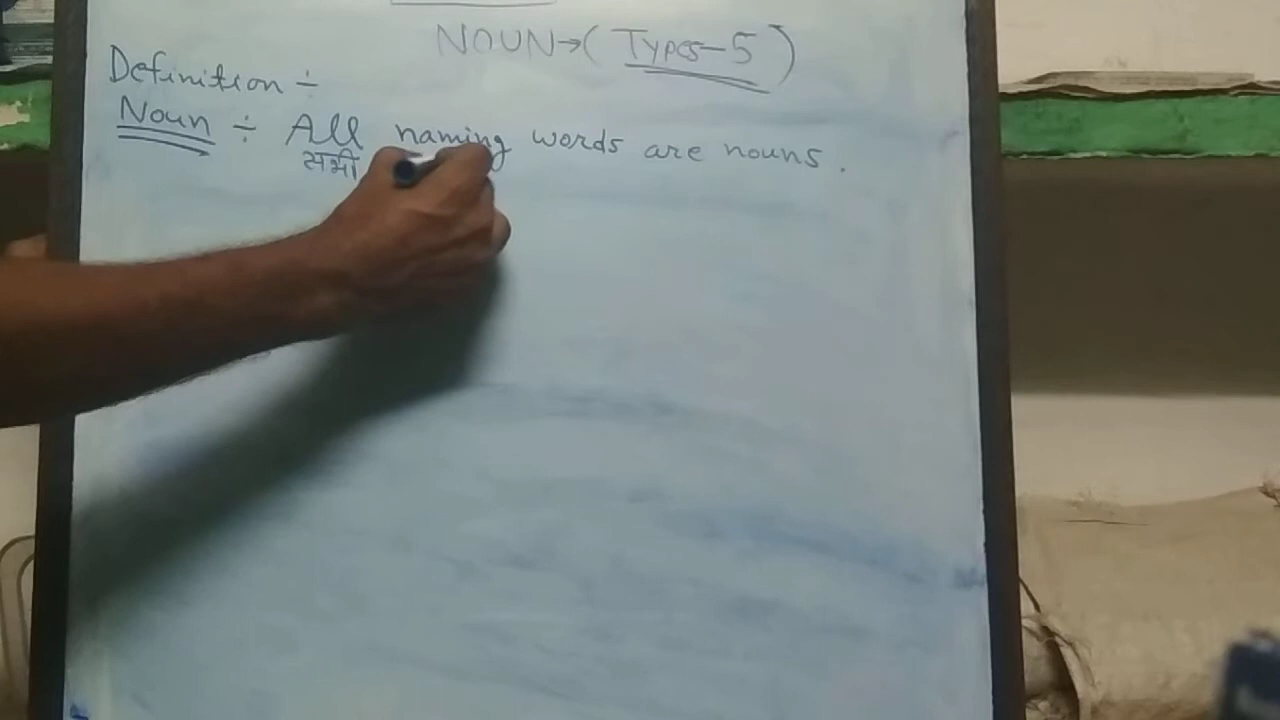 NOUN→(Types-5)
Definition ÷
Noun ÷ All naming words are nouns.
सभी